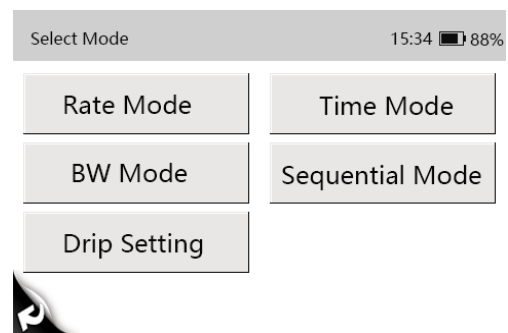 Select Mode 15:34 88%
Rate Mode Time Mode
BW Mode Sequential Mode
Drip Setting